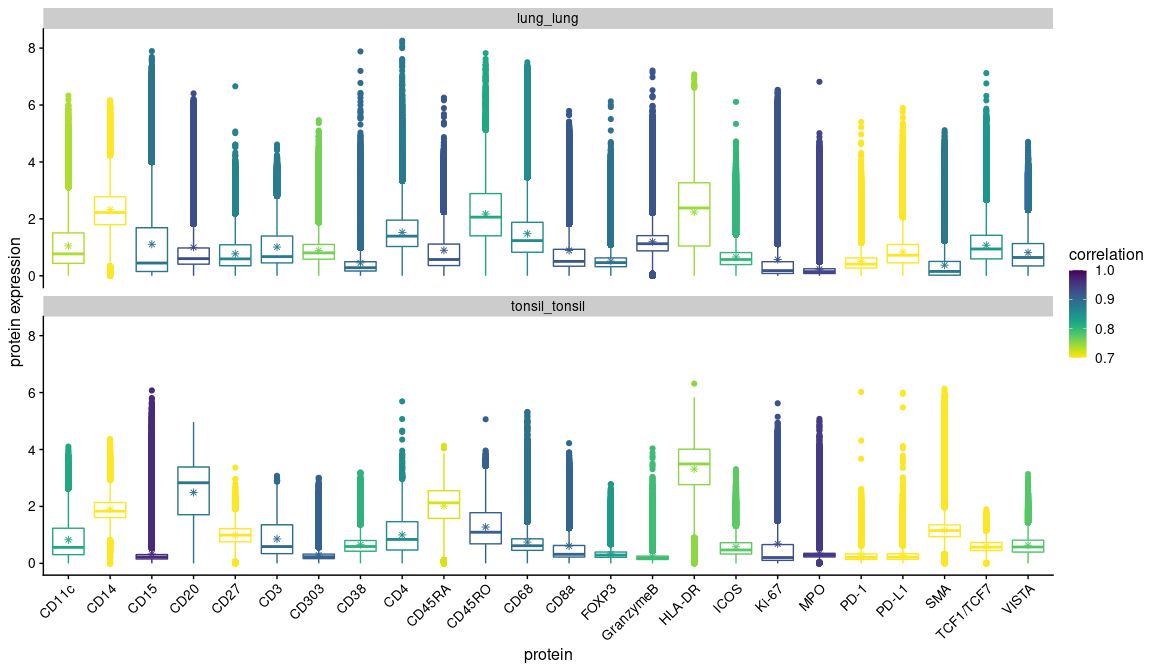 lung_lung
8
6
4
2
0
tonsil_tonsil
8
6
4
2
0
protein expression
CD11c
CD14
CD15
CD20
CD27
CD3
CD303
CD38
CD4
CD45RA
CD45RO
CD68
CD8a
FOXP3
GranzymeB
HLA-DR
ICOS
KI-67
MPO
PD-1
PD-L1
SMA
TCF1/TCF7
VISTA
protein
correlation
1.0
0.9
0.8
0.7